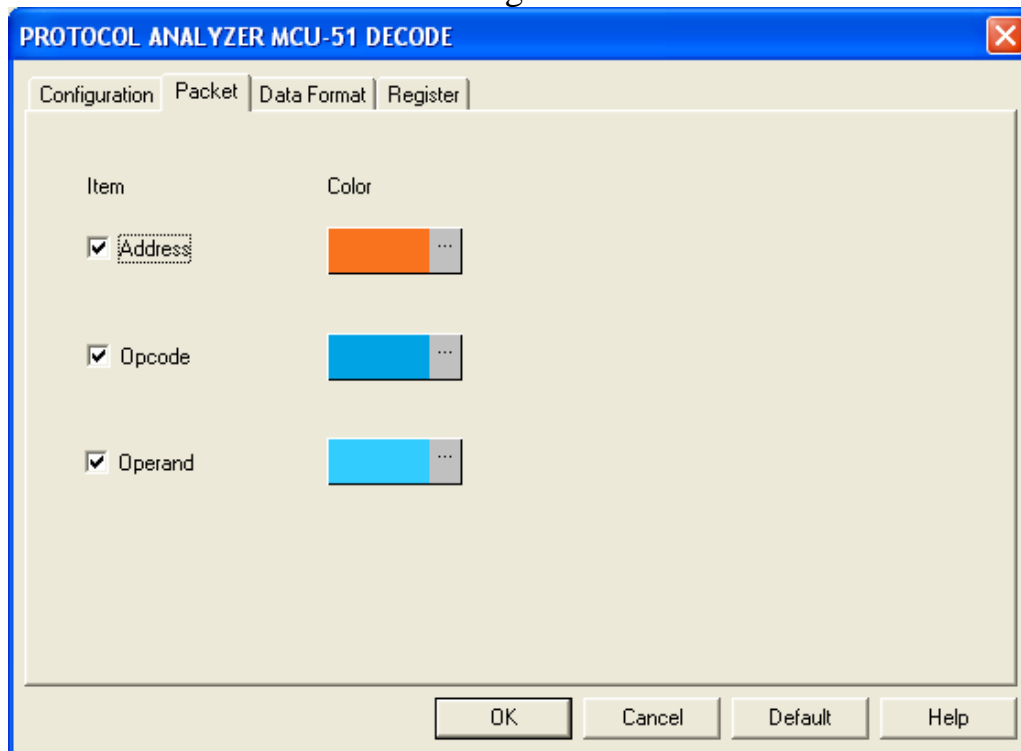 PROTOCOL ANALYZER MCU-51 DECODE
Configuration Packet Data Format Register
Item Color
Address ...
Opcode ...
Operand ...
OK Cancel Default Help